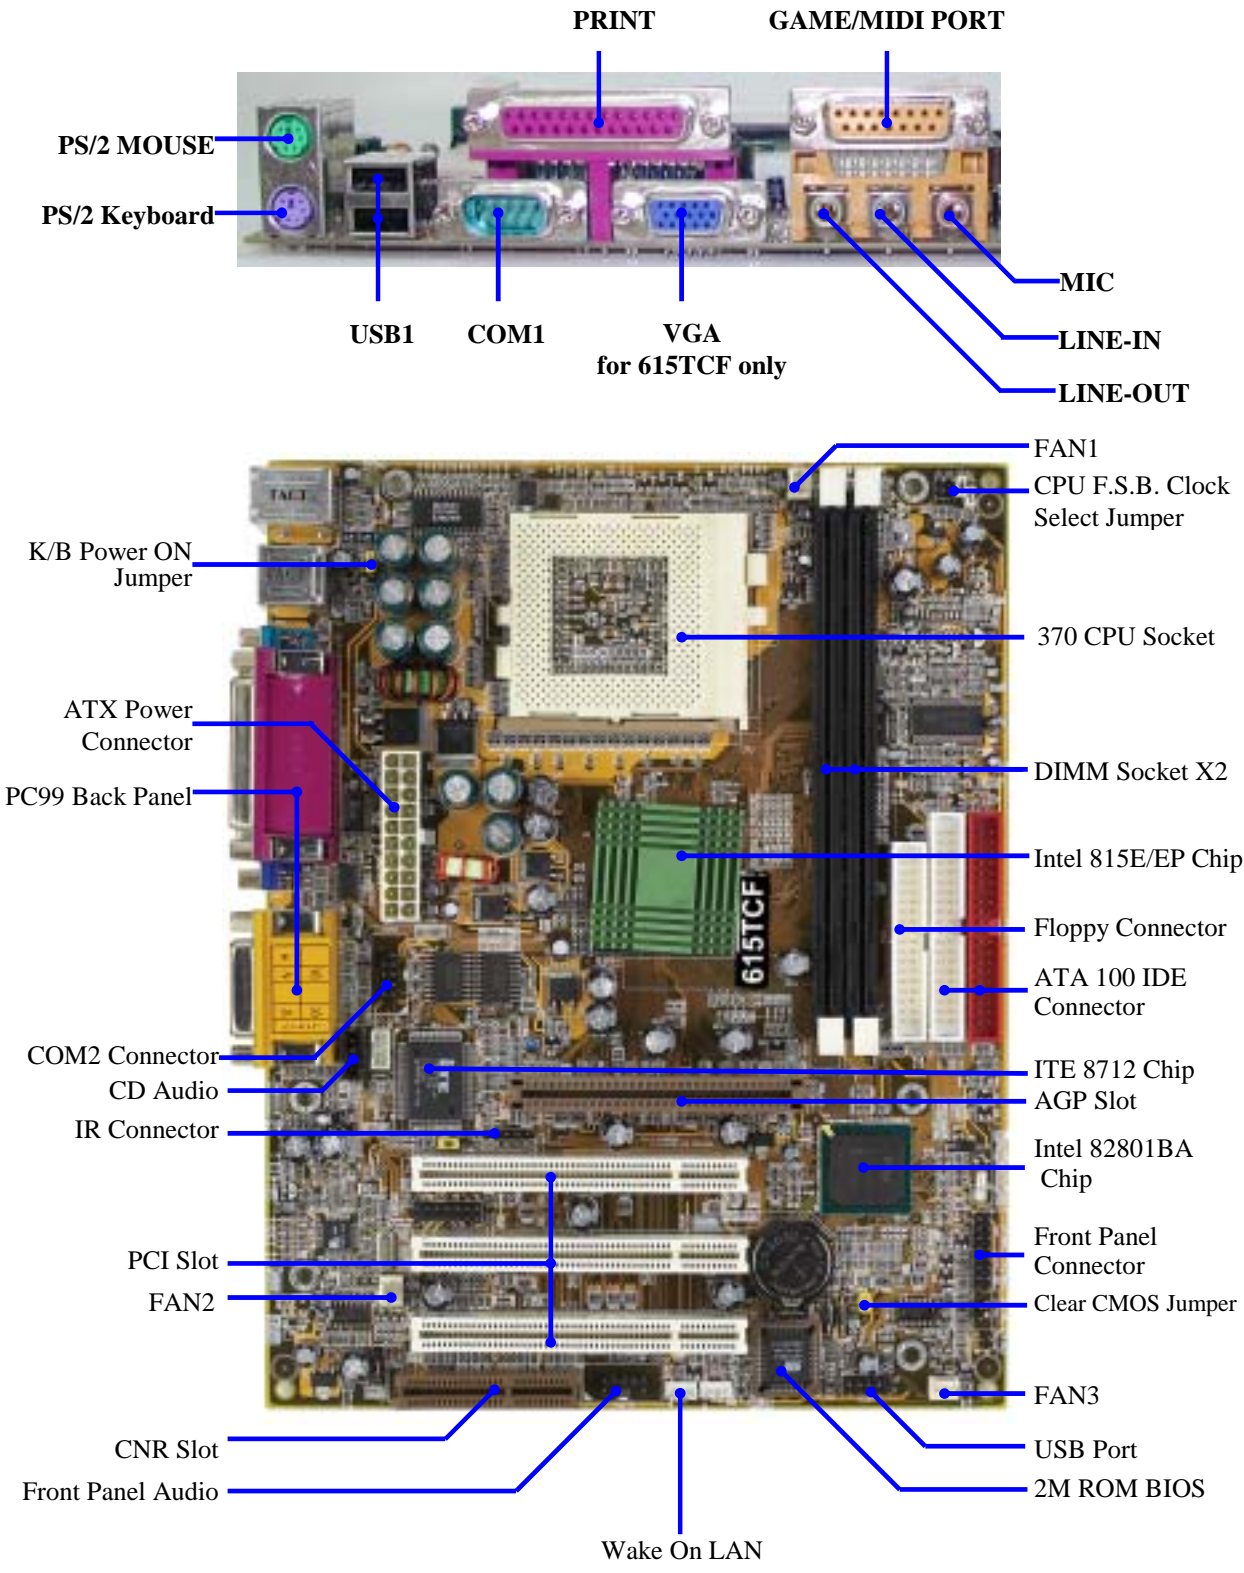 PRINT
GAME/MIDI PORT
PS/2 MOUSE
PS/2 Keyboard
MIC
USB1
COM1
VGA
for 615TCF only
LINE-IN
LINE-OUT
FAN1
CPU F.S.B. Clock
Select Jumper
TACT
K/B Power ON
Jumper
370 CPU Socket
ATX Power
Connector
DIMM Socket X2
PC99 Back Panel
Intel 815E/EP Chip
615TCF
Floppy Connector
ATA 100 IDE
Connector
COM2 Connector
ITE 8712 Chip
CD Audio
AGP Slot
IR Connector
Intel 82801BA
Chip
PCI Slot
Front Panel
Connector
FAN2
Clear CMOS Jumper
FAN3
CNR Slot
USB Port
Front Panel Audio
2M ROM BIOS
Wake On LAN